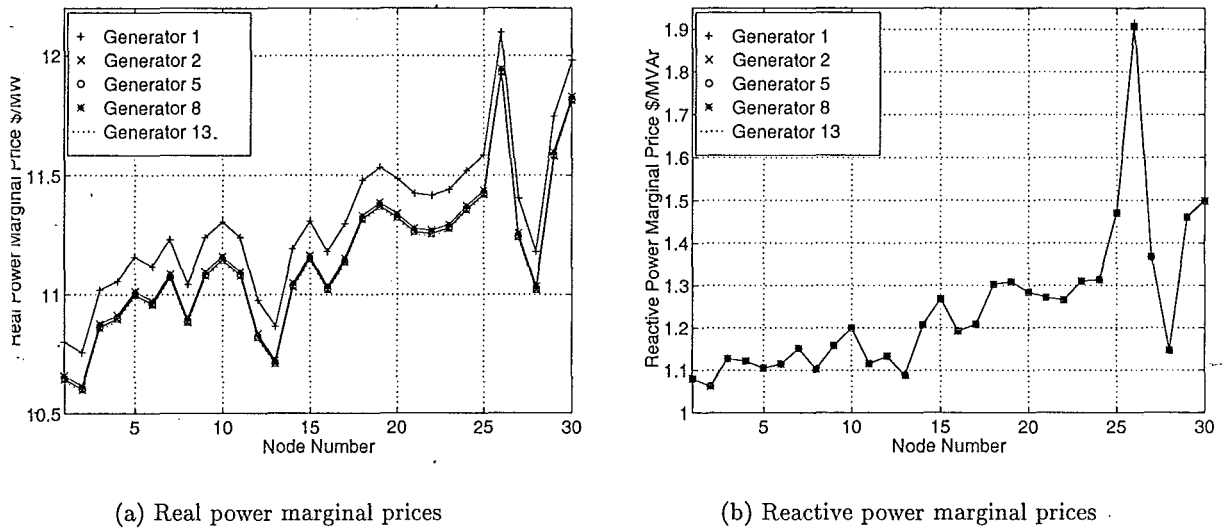 Real Power Marginal Price $/MW
12
11.5
11
10.5
Generator 1
Generator 2
Generator 5
Generator 8
Generator 13
5 10 15 20 25 30
Node Number
(a) Real power marginal prices
Reactive Power Marginal Price $/MVAr
1.9
1.8
1.7
1.6
1.5
1.4
1.3
1.2
1.1
1
Generator 1
Generator 2
Generator 5
Generator 8
Generator 13
5 10 15 20 25 30
Node Number
(b) Reactive power marginal prices